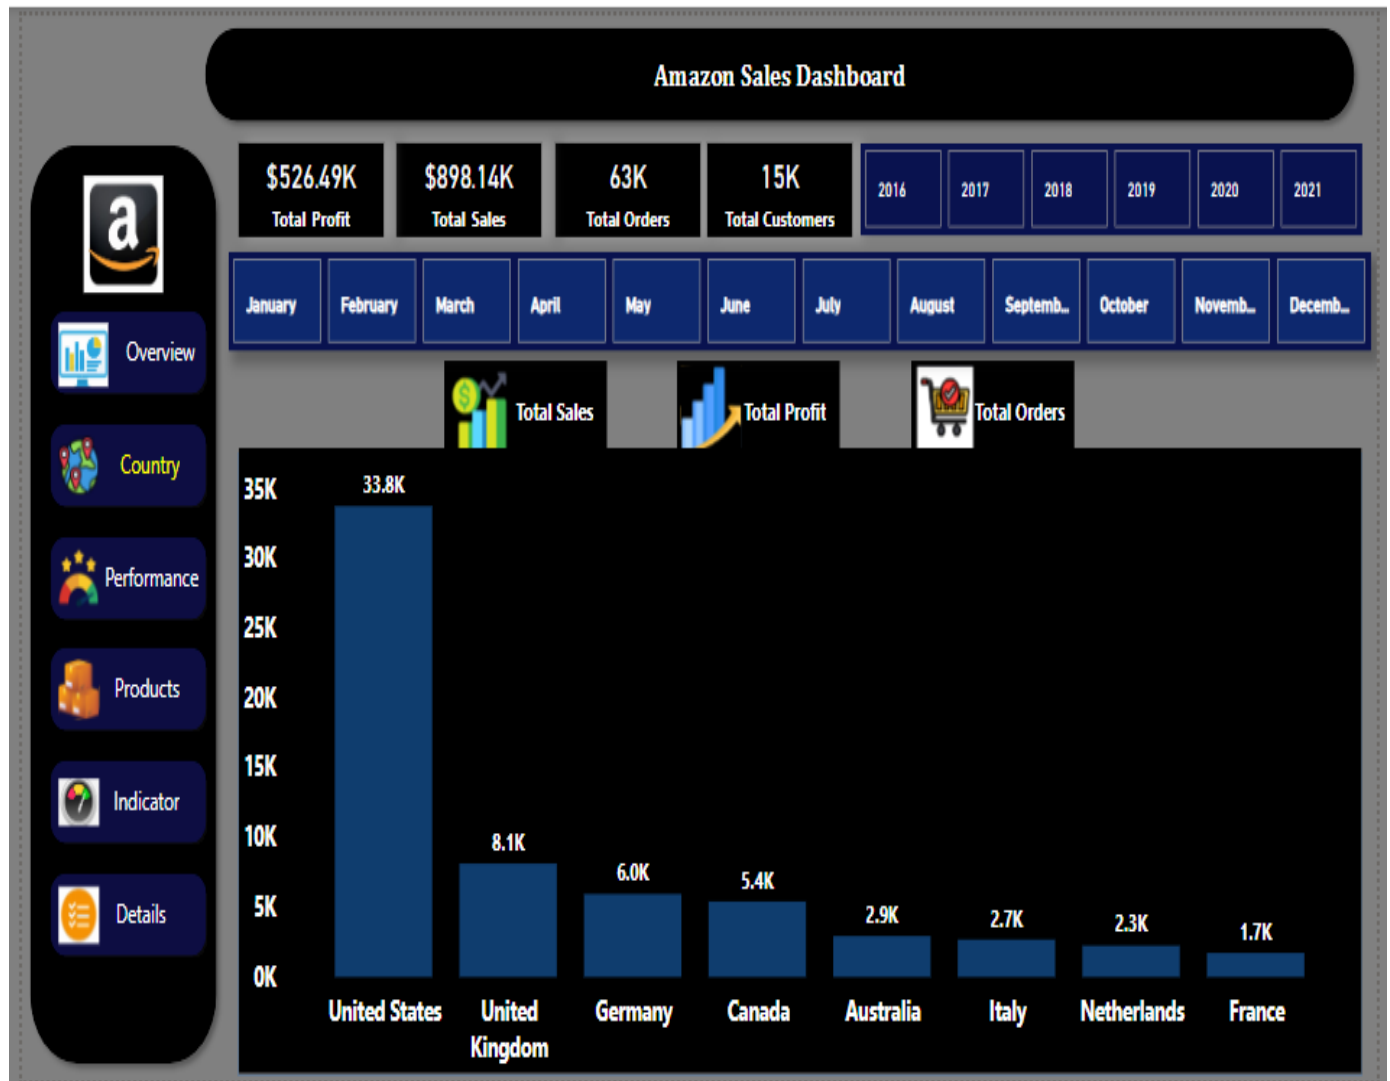 Amazon Sales Dashboard
$526.49K
Total Profit
$898.14K
Total Sales
63K
Total Orders
15K
Total Customers
2016
2017
2018
2019
2020
2021
January
February
March
April
May
June
July
August
Septemb...
October
Novemb...
Decemb...
a
Overview
Country
Performance
Products
Indicator
Details
$
Total Sales
Total Profit
Total Orders
35K
30K
25K
20K
15K
10K
5K
0K
33.8K
8.1K
6.0K
5.4K
2.9K
2.7K
2.3K
1.7K
United States
United
Kingdom
Germany
Canada
Australia
Italy
Netherlands
France